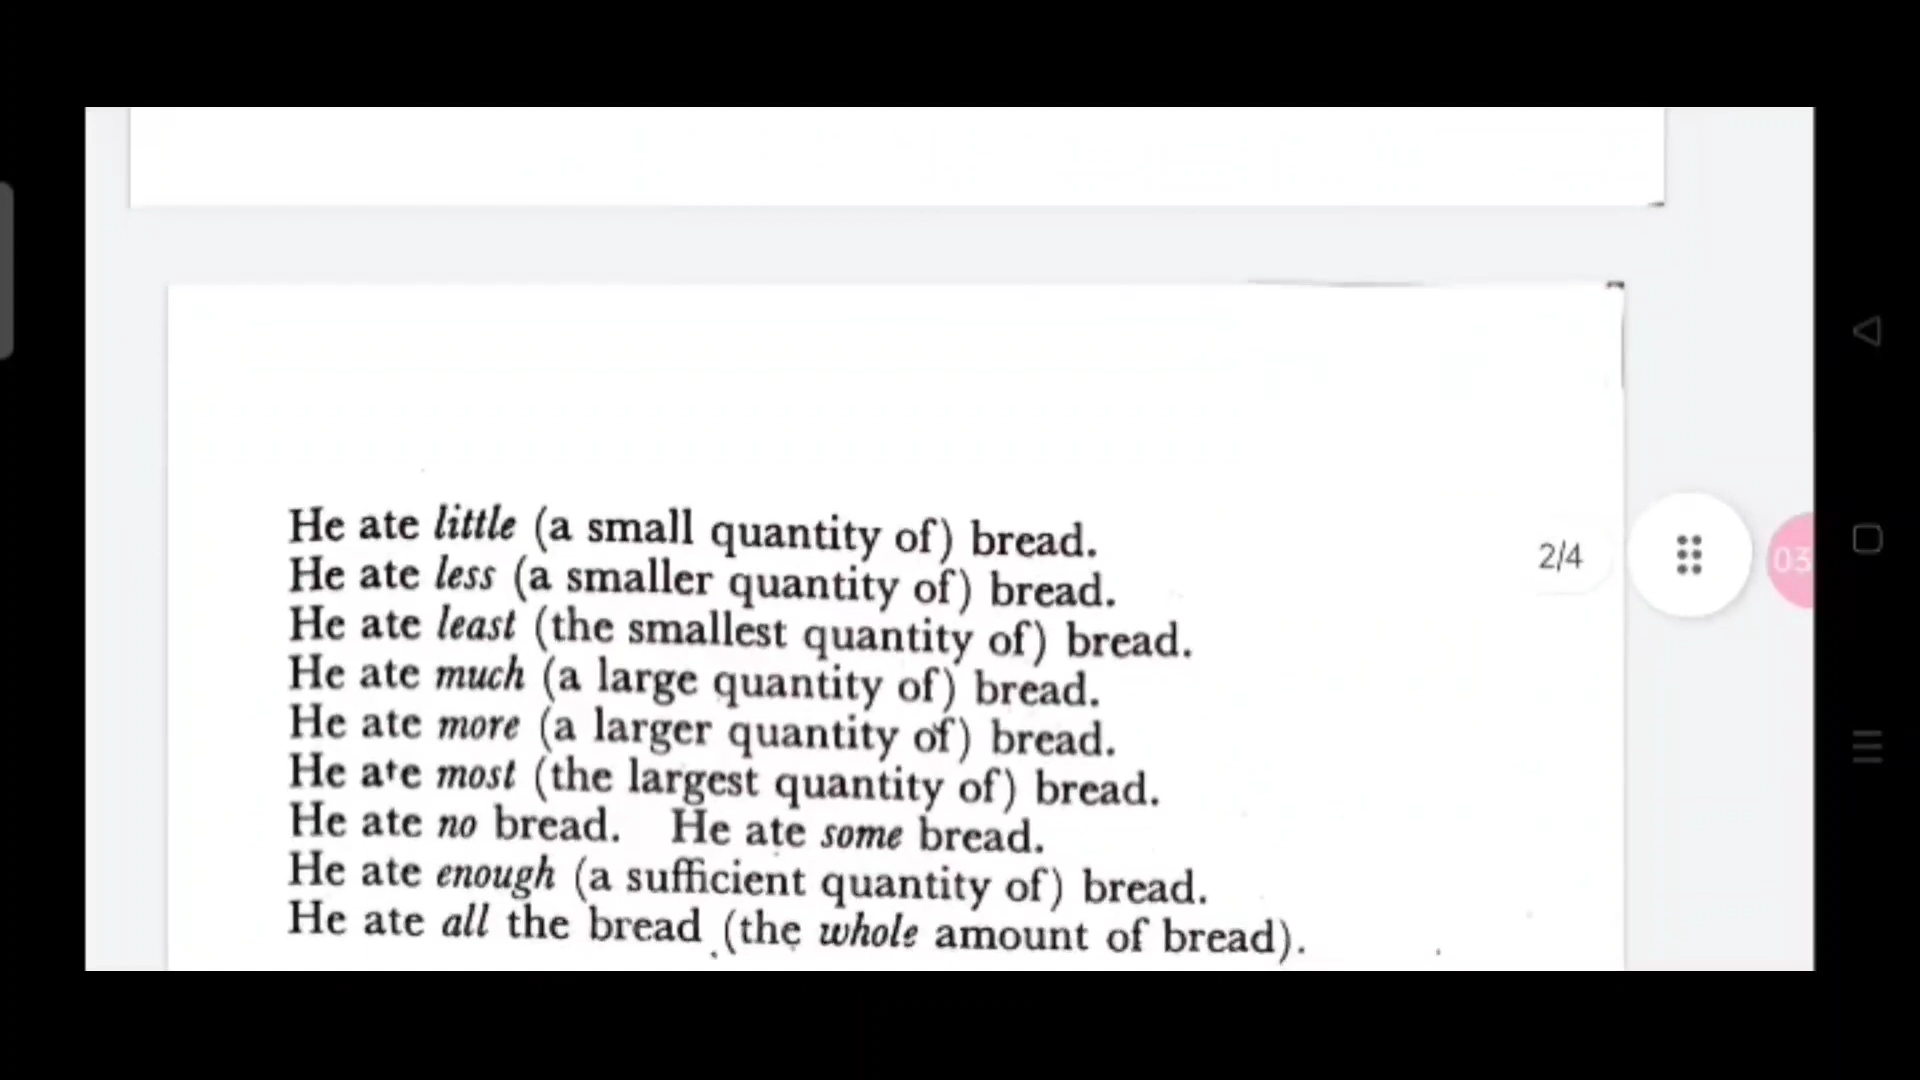 He ate little (a small quantity of) bread.
He ate less (a smaller quantity of) bread.
He ate least (the smallest quantity of) bread.
He ate much (a large quantity of) bread.
He ate more (a larger quantity of) bread.
He ate most (the largest quantity of) bread.
He ate no bread. He ate some bread.
He ate enough (a sufficient quantity of) bread.
He ate all the bread (the whole amount of bread).
2/4
03